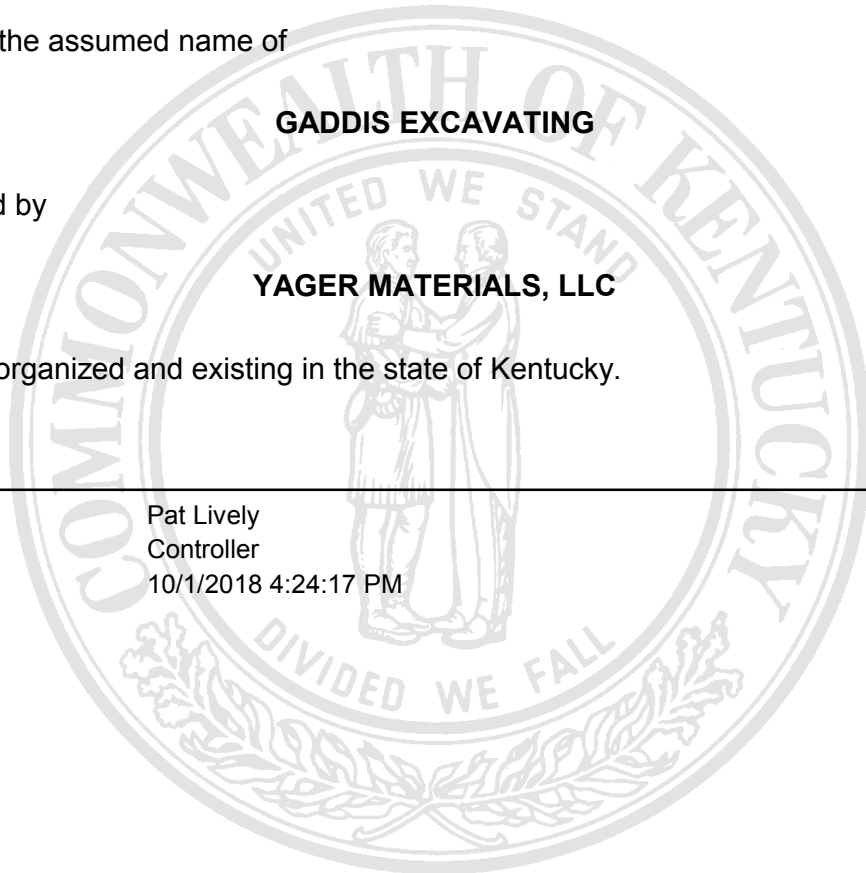 the assumed name of
GADDIS EXCAVATING
d by
YAGER MATERIALS, LLC
organized and existing in the state of Kentucky.
Pat Lively
Controller
10/1/2018 4:24:17 PM
COMMONWEALTH OF KENTUCKY
UNITED WE STAND
DIVIDED WE FALL